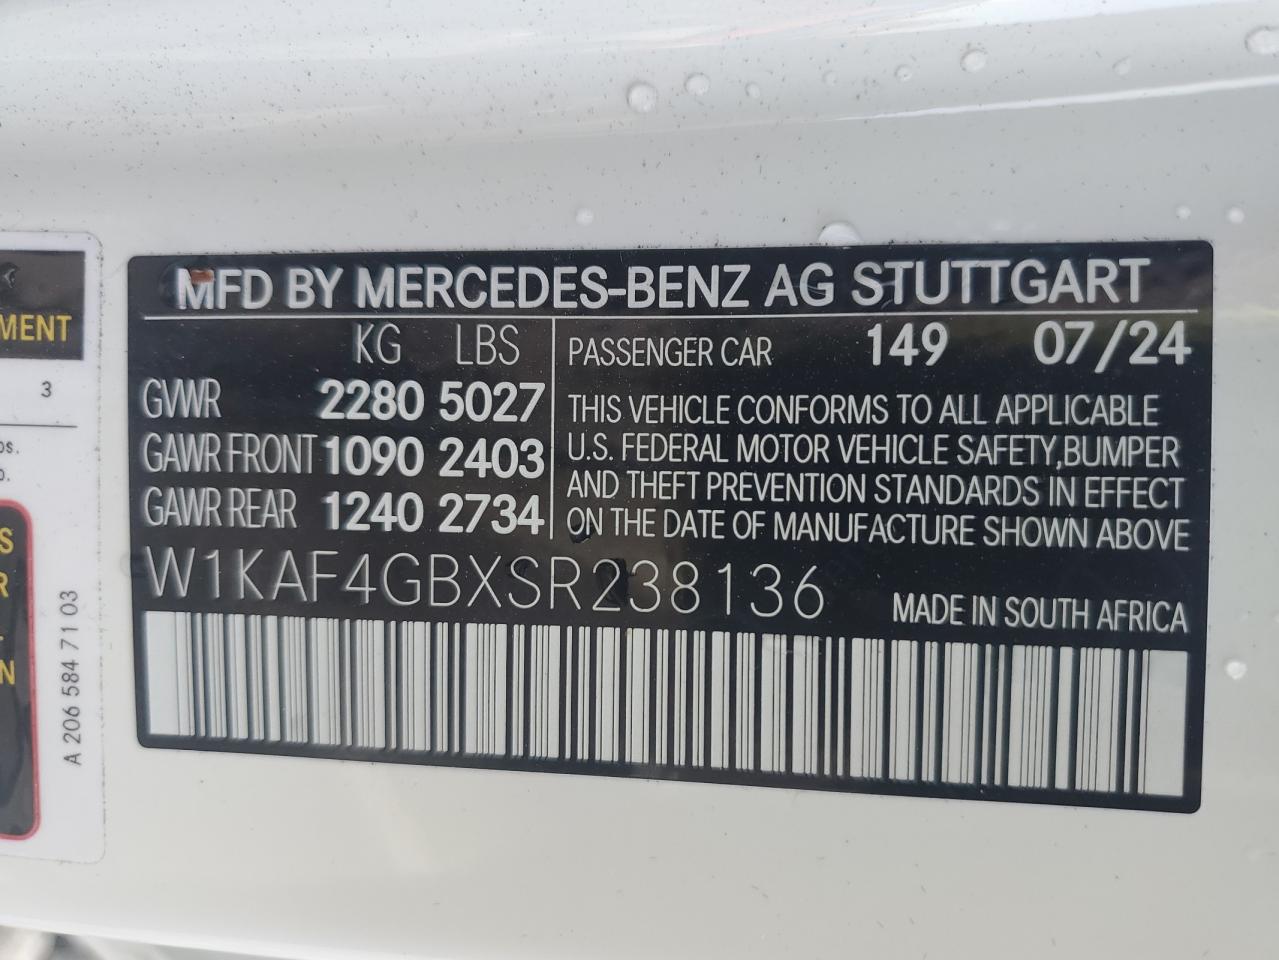 MFD BY MERCEDES-BENZ AG STUTTGART
KG LBS
PASSENGER CAR 149 07/24
GVWR 2280 5027
GAWR FRONT 1090 2403
GAWR REAR 1240 2734
THIS VEHICLE CONFORMS TO ALL APPLICABLE
U.S. FEDERAL MOTOR VEHICLE SAFETY, BUMPER
AND THEFT PREVENTION STANDARDS IN EFFECT
ON THE DATE OF MANUFACTURE SHOWN ABOVE
W1KAF4GBXSR238136
MADE IN SOUTH AFRICA
3
A 206 584 71 03